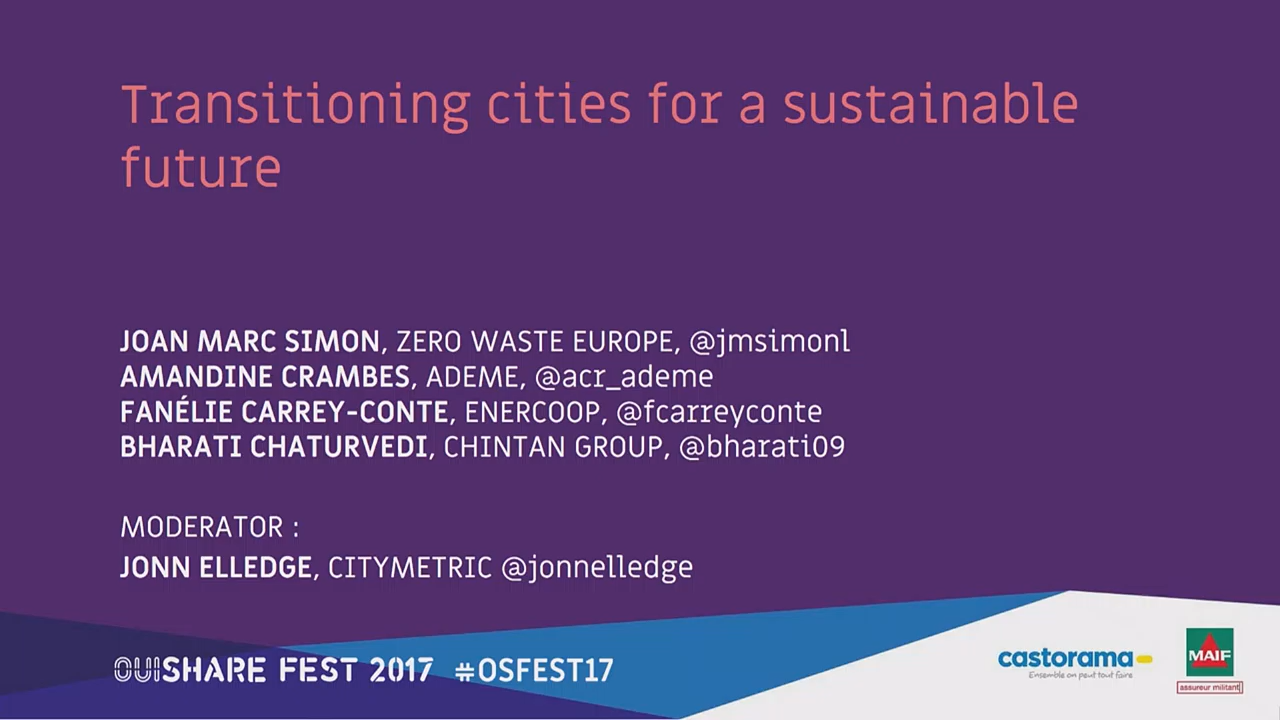 Transitioning cities for a sustainable
future
JOAN MARC SIMON, ZERO WASTE EUROPE, @jmsimonl
AMANDINE CRAMBES, ADEME, @acr_ademe
FANÉLIE CARREY-CONTE, ENERCOOP, @fcarreyconte
BHARATI CHATURVEDI, CHINTAN GROUP, @bharati09
MODERATOR :
JONN ELLEDGE, CITYMETRIC @jonnelledge
OUISHARE FEST 2017 #OSFEST17
castorama
Ensemble on peut tout faire
MAIF
assureur militant